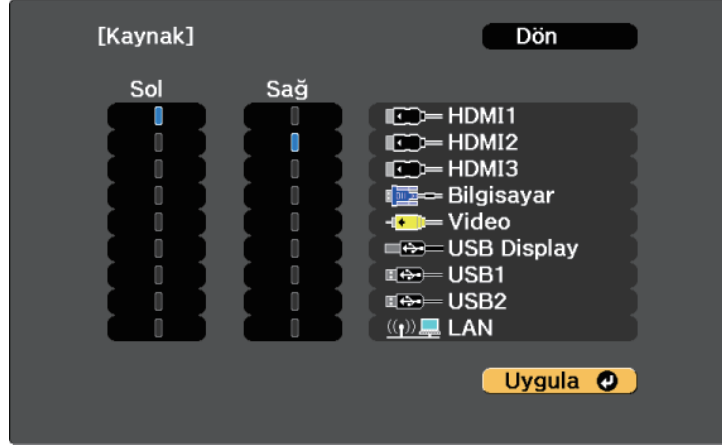 [Kaynak] Dön
Sol Sağ
HDMI1
HDMI2
HDMI3
Bilgisayar
Video
USB Display
USB1
USB2
LAN
Uygula